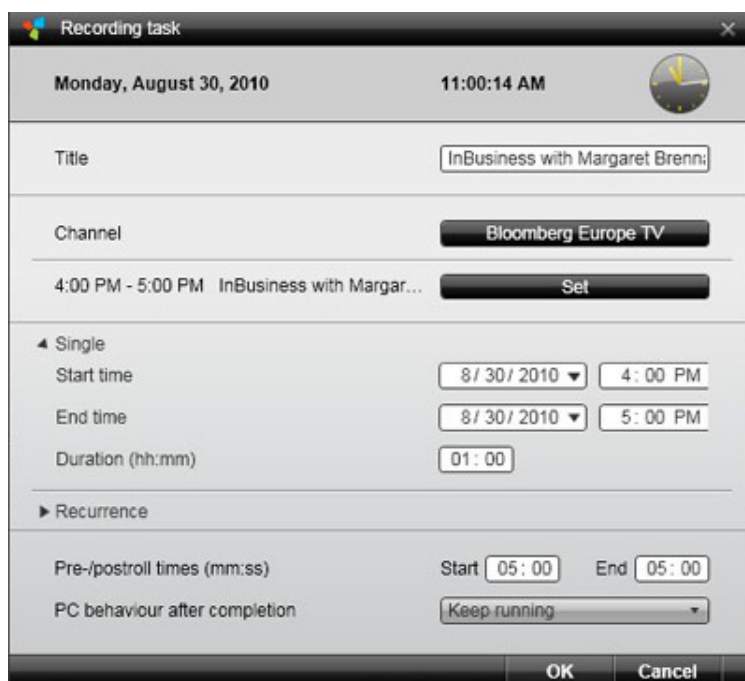 Recording task
Monday, August 30, 2010 11:00:14 AM
Title InBusiness with Margaret Brenna
Channel Bloomberg Europe TV
4:00 PM - 5:00 PM InBusiness with Margar... Set
Single
Start time 8/ 30/ 2010 4: 00 PM
End time 8/ 30/ 2010 5: 00 PM
Duration (hh:mm) 01: 00
Recurrence
Pre-/postroll times (mm:ss) Start 05: 00 End 05: 00
PC behaviour after completion Keep running
OK Cancel